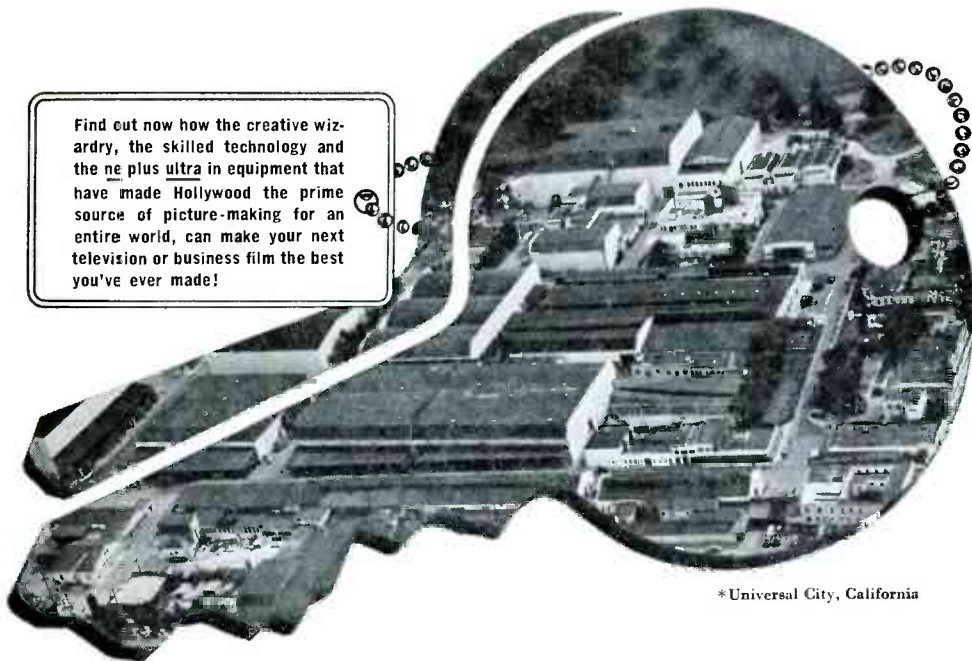 Find out now how the creative wiz-
ardry, the skilled technology and
the ne plus ultra in equipment that
have made Hollywood the prime
source of picture-making for an
entire world, can make your next
television or business film the best
you've ever made!
*Universal City, California